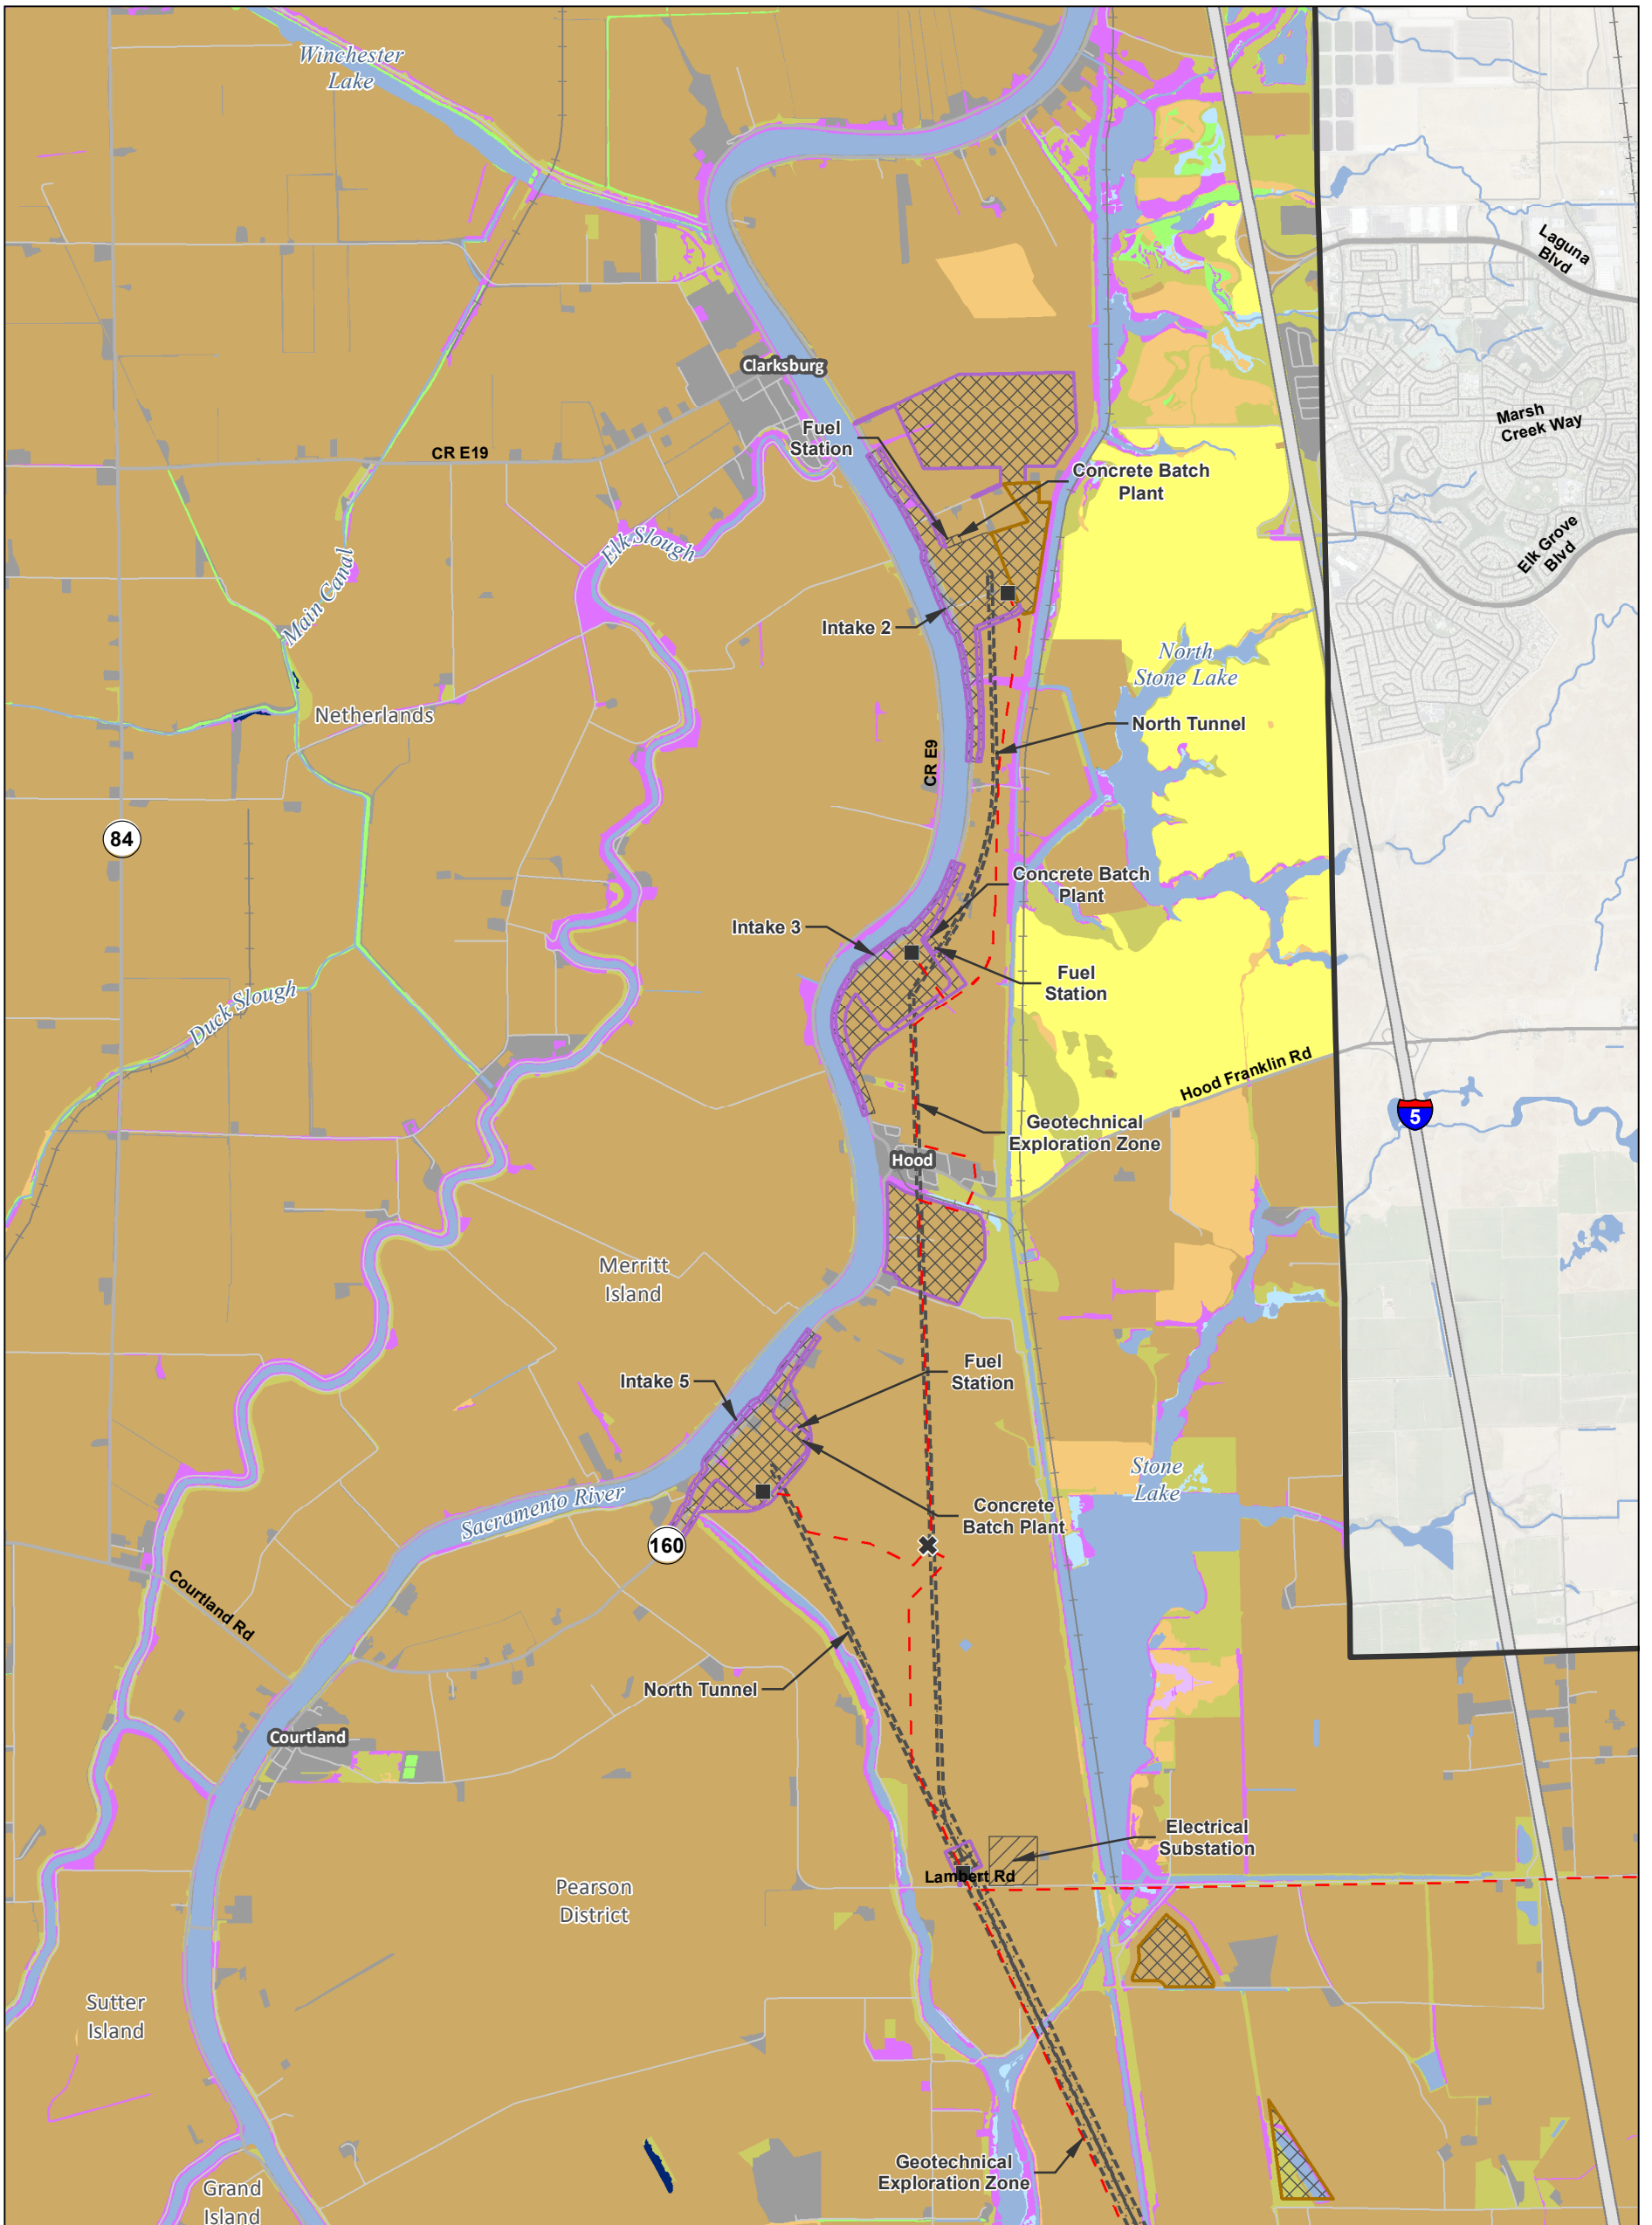 Winchester
Lake
Laguna
Blvd
Clarksburg
Marsh
Creek Way
Fuel
Station
CR E19
Concrete Batch
Plant
Elk Slough
Elk Grove
Blvd
Main Canal
Intake 2
North
Stone Lake
Netherlands
North Tunnel
CR E9
84
Concrete Batch
Plant
Intake 3
Fuel
Station
Duck Slough
Hood Franklin Rd
5
Geotechnical
Exploration Zone
Hood
Merritt
Island
Fuel
Station
Intake 5
Stone
Lake
Sacramento River
Concrete
Batch Plant
160
Courtland Rd
North Tunnel
Courtland
Electrical
Substation
Lambert Rd
Pearson
District
Sutter
Island
Geotechnical
Exploration Zone
Grand
Island